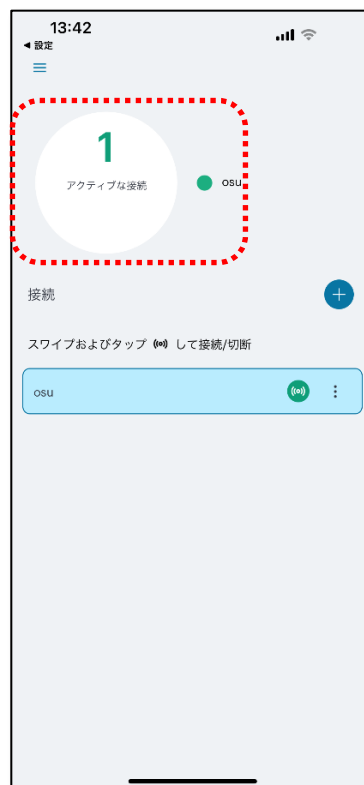 13:42
◀ 設定
1
アクティブな接続
osu
接続
スワイプおよびタップ して接続/切断
osu